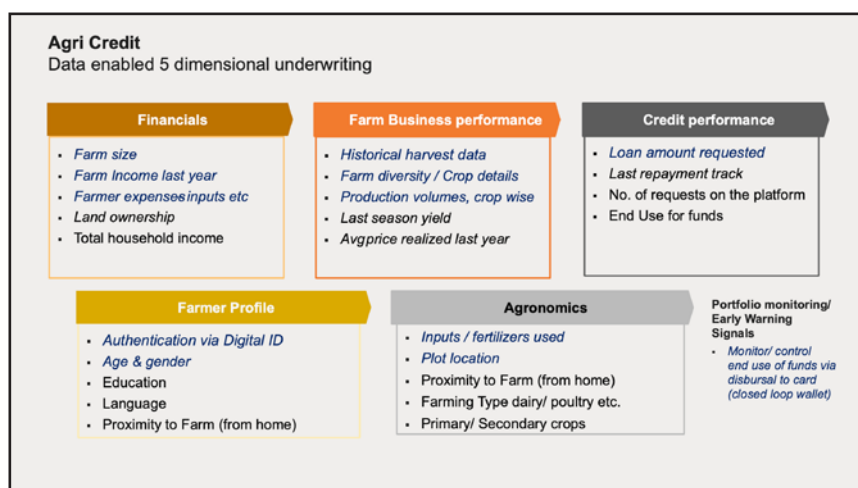 Agri Credit
Data enabled 5 dimensional underwriting
Financials
▪ Farm size
▪ Farm Income last year
▪ Farmer expenses inputs etc
▪ Land ownership
▪ Total household income
Farm Business performance
▪ Historical harvest data
▪ Farm diversity / Crop details
▪ Production volumes, crop wise
▪ Last season yield
▪ Avgprice realized last year
Credit performance
▪ Loan amount requested
▪ Last repayment track
▪ No. of requests on the platform
▪ End Use for funds
Farmer Profile
▪ Authentication via Digital ID
▪ Age & gender
▪ Education
▪ Language
▪ Proximity to Farm (from home)
Agronomics
▪ Inputs / fertilizers used
▪ Plot location
▪ Proximity to Farm (from home)
▪ Farming Type dairy/ poultry etc.
▪ Primary/ Secondary crops
Portfolio monitoring/
Early Warning
Signals
▪ Monitor/ control
end use of funds via
disbursal to card
(closed loop wallet)